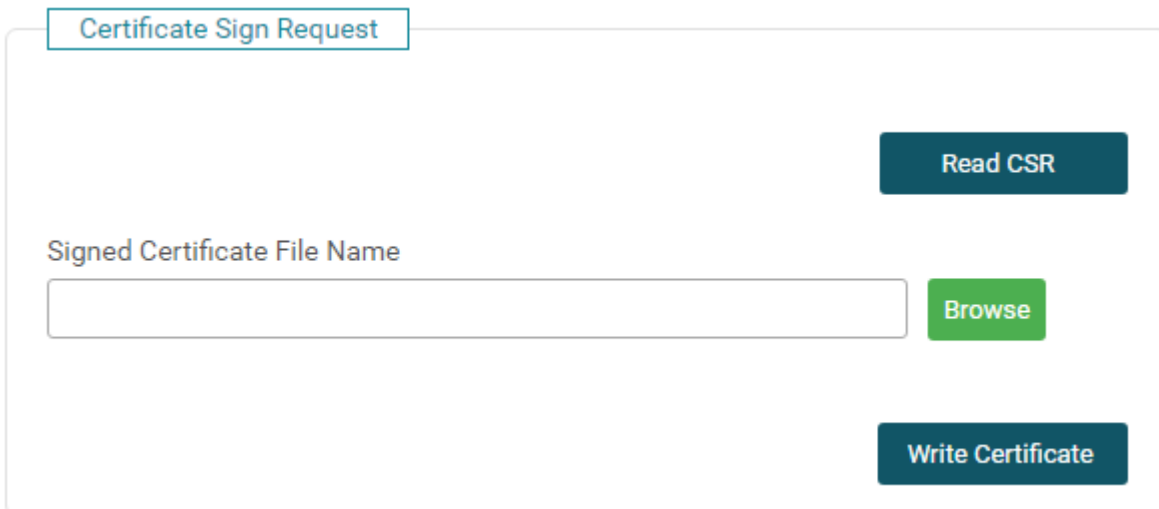 Certificate Sign Request
Read CSR
Signed Certificate File Name
Browse
Write Certificate